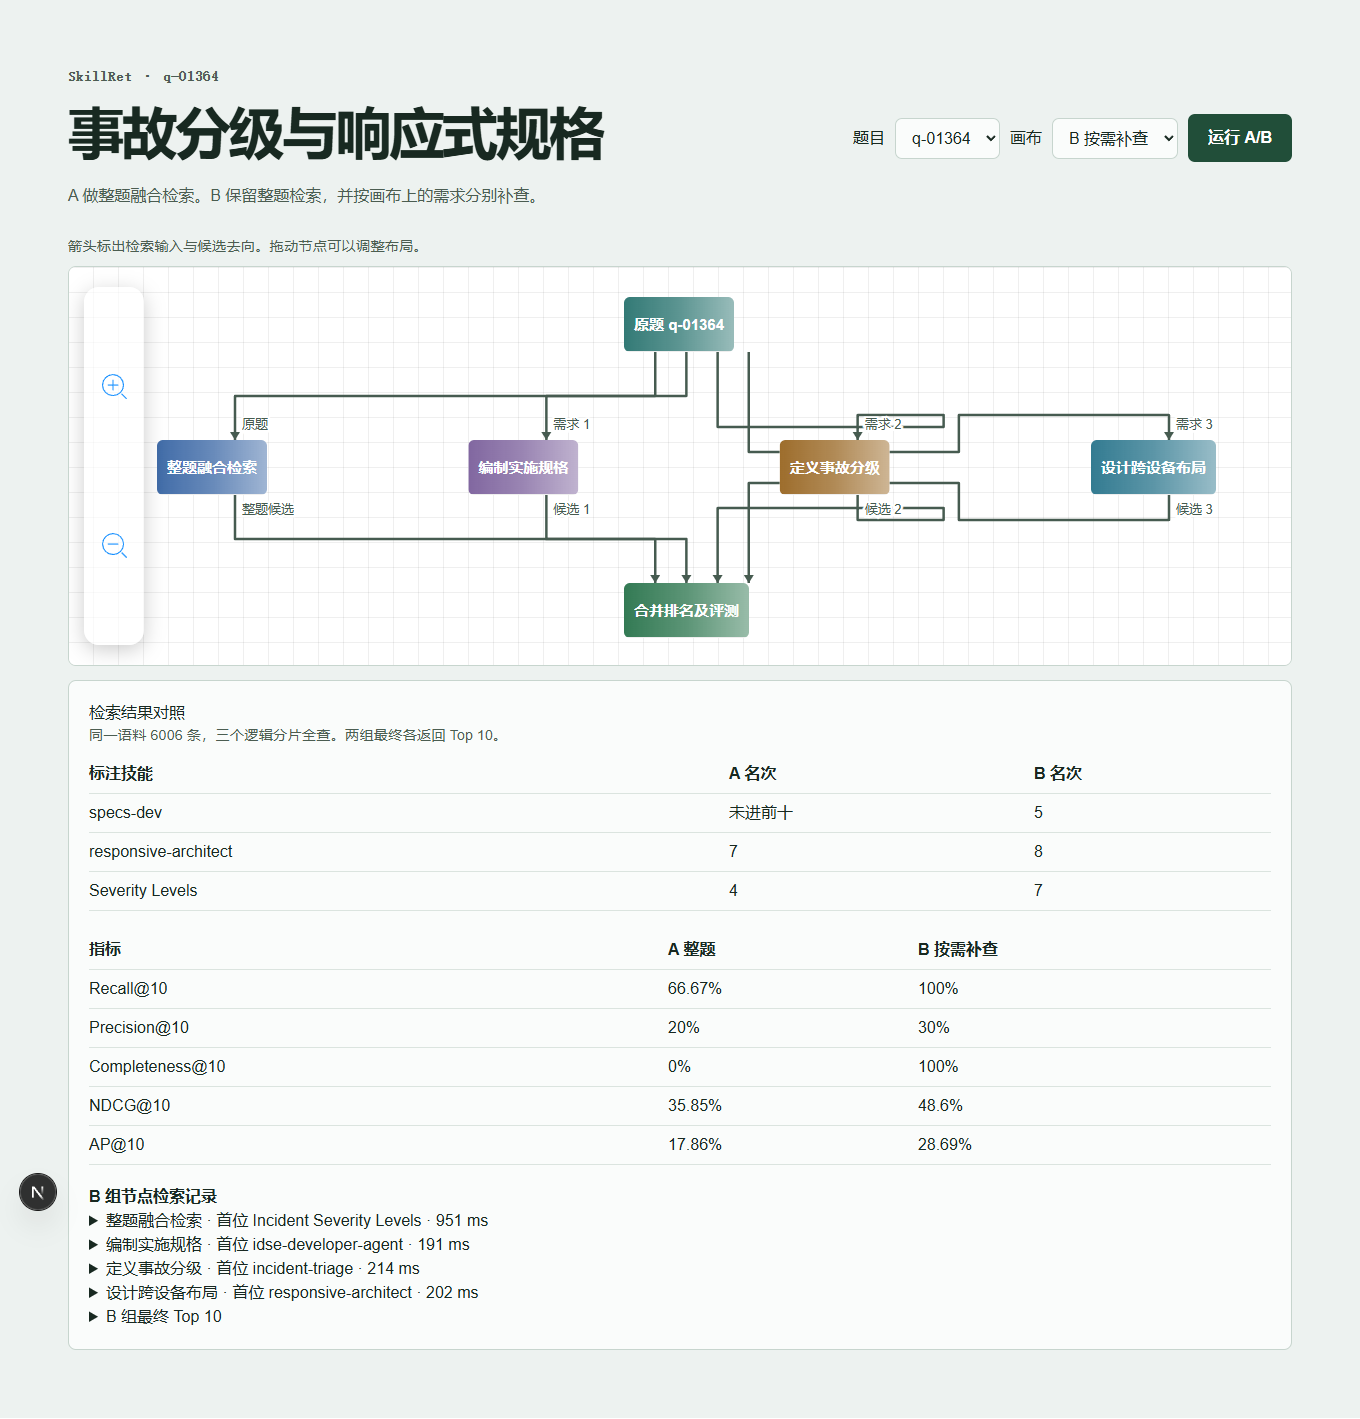 SkillRet · q-01364
事故分级与响应式规格
题目 q-01364 画布 B 按需补查 运行 A/B
A 做整题融合检索。B 保留整题检索，并按画布上的需求分别补查。
箭头标出检索输入与候选去向。拖动节点可以调整布局。
原题 q-01364
原题 需求 1 需求 2 需求 3
整题融合检索 编制实施规格 定义事故分级 设计跨设备布局
整题候选 候选 1 候选 2 候选 3
合并排名及评测
检索结果对照
同一语料 6006 条，三个逻辑分片全查。两组最终各返回 Top 10。
标注技能 A 名次 B 名次
specs-dev 未进前十 5
responsive-architect 7 8
Severity Levels 4 7
指标 A 整题 B 按需补查
Recall@10 66.67% 100%
Precision@10 20% 30%
Completeness@10 0% 100%
NDCG@10 35.85% 48.6%
AP@10 17.86% 28.69%
N
B 组节点检索记录
整题融合检索 · 首位 Incident Severity Levels · 951 ms
编制实施规格 · 首位 idse-developer-agent · 191 ms
定义事故分级 · 首位 incident-triage · 214 ms
设计跨设备布局 · 首位 responsive-architect · 202 ms
B 组最终 Top 10